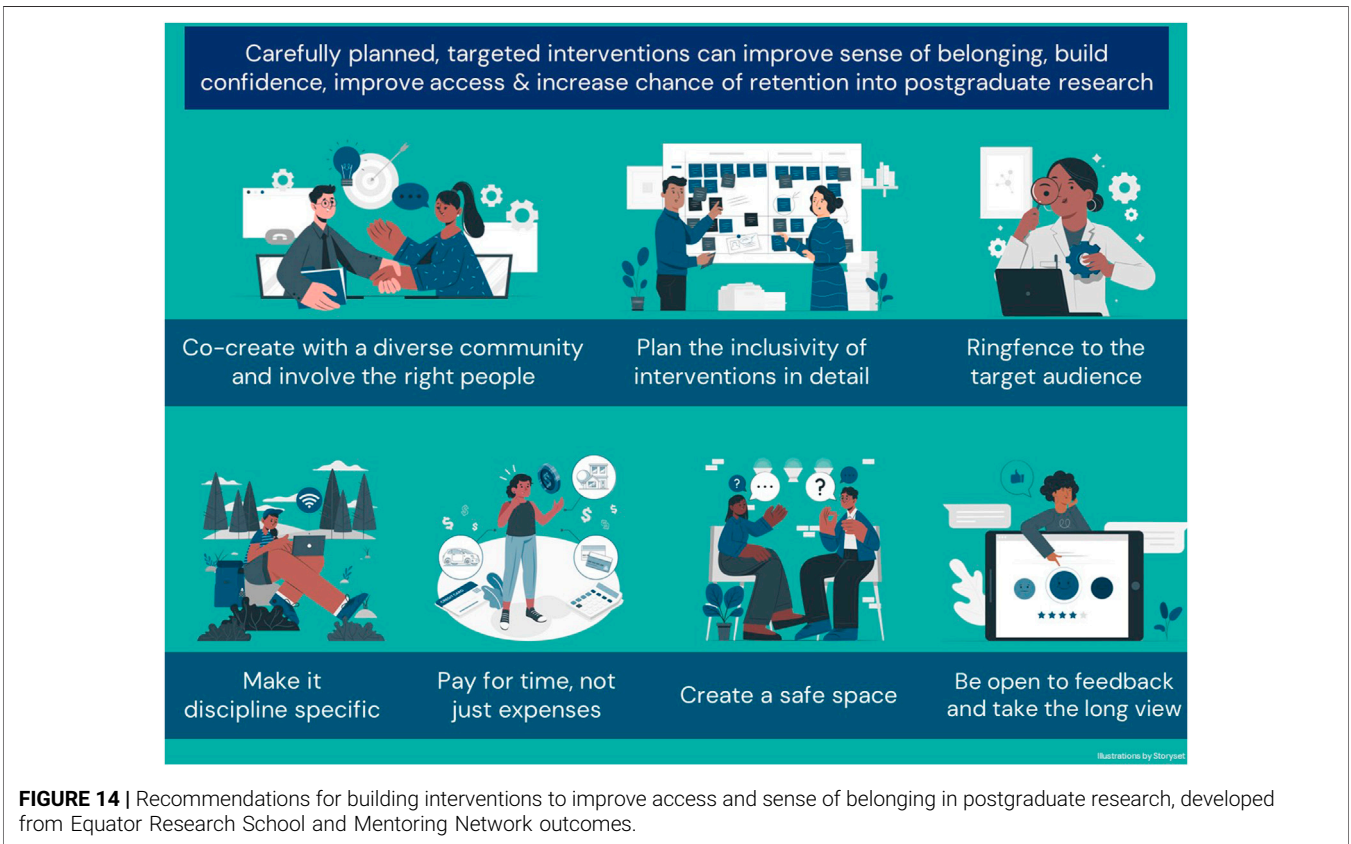 Carefully planned, targeted interventions can improve sense of belonging, build
confidence, improve access & increase chance of retention into postgraduate research
Co-create with a diverse community
and involve the right people
Plan the inclusivity of
interventions in detail
Ringfence to the
target audience
Make it
discipline specific
Pay for time, not
just expenses
Create a safe space
Be open to feedback
and take the long view
Illustrations by Storyset
FIGURE 14 | Recommendations for building interventions to improve access and sense of belonging in postgraduate research, developed
from Equator Research School and Mentoring Network outcomes.